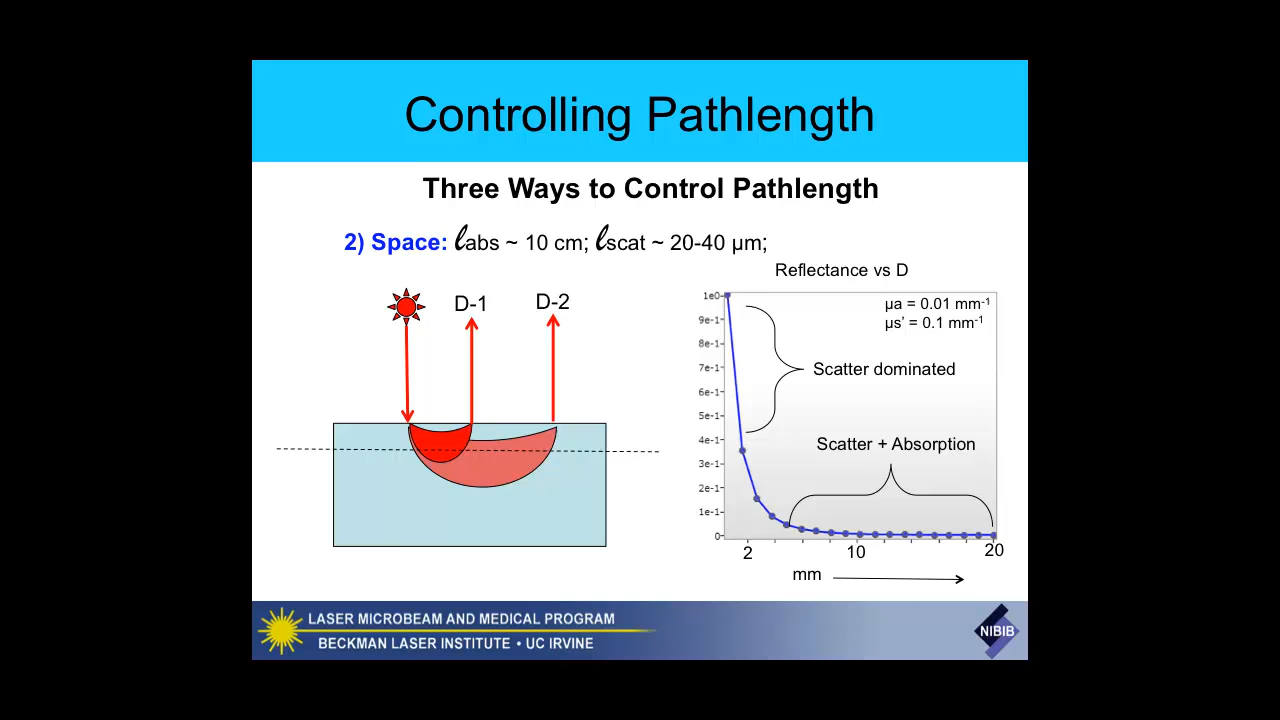 Controlling Pathlength
Three Ways to Control Pathlength
2) Space: ℓabs ~ 10 cm; ℓscat ~ 20-40 µm;
D-1
D-2
Reflectance vs D
µa = 0.01 mm-1
µs' = 0.1 mm-1
Scatter dominated
Scatter + Absorption
1e0
9e-1
8e-1
7e-1
6e-1
5e-1
4e-1
3e-1
2e-1
1e-1
0
2
10
20
mm
LASER MICROBEAM AND MEDICAL PROGRAM
BECKMAN LASER INSTITUTE • UC IRVINE
NIBIB